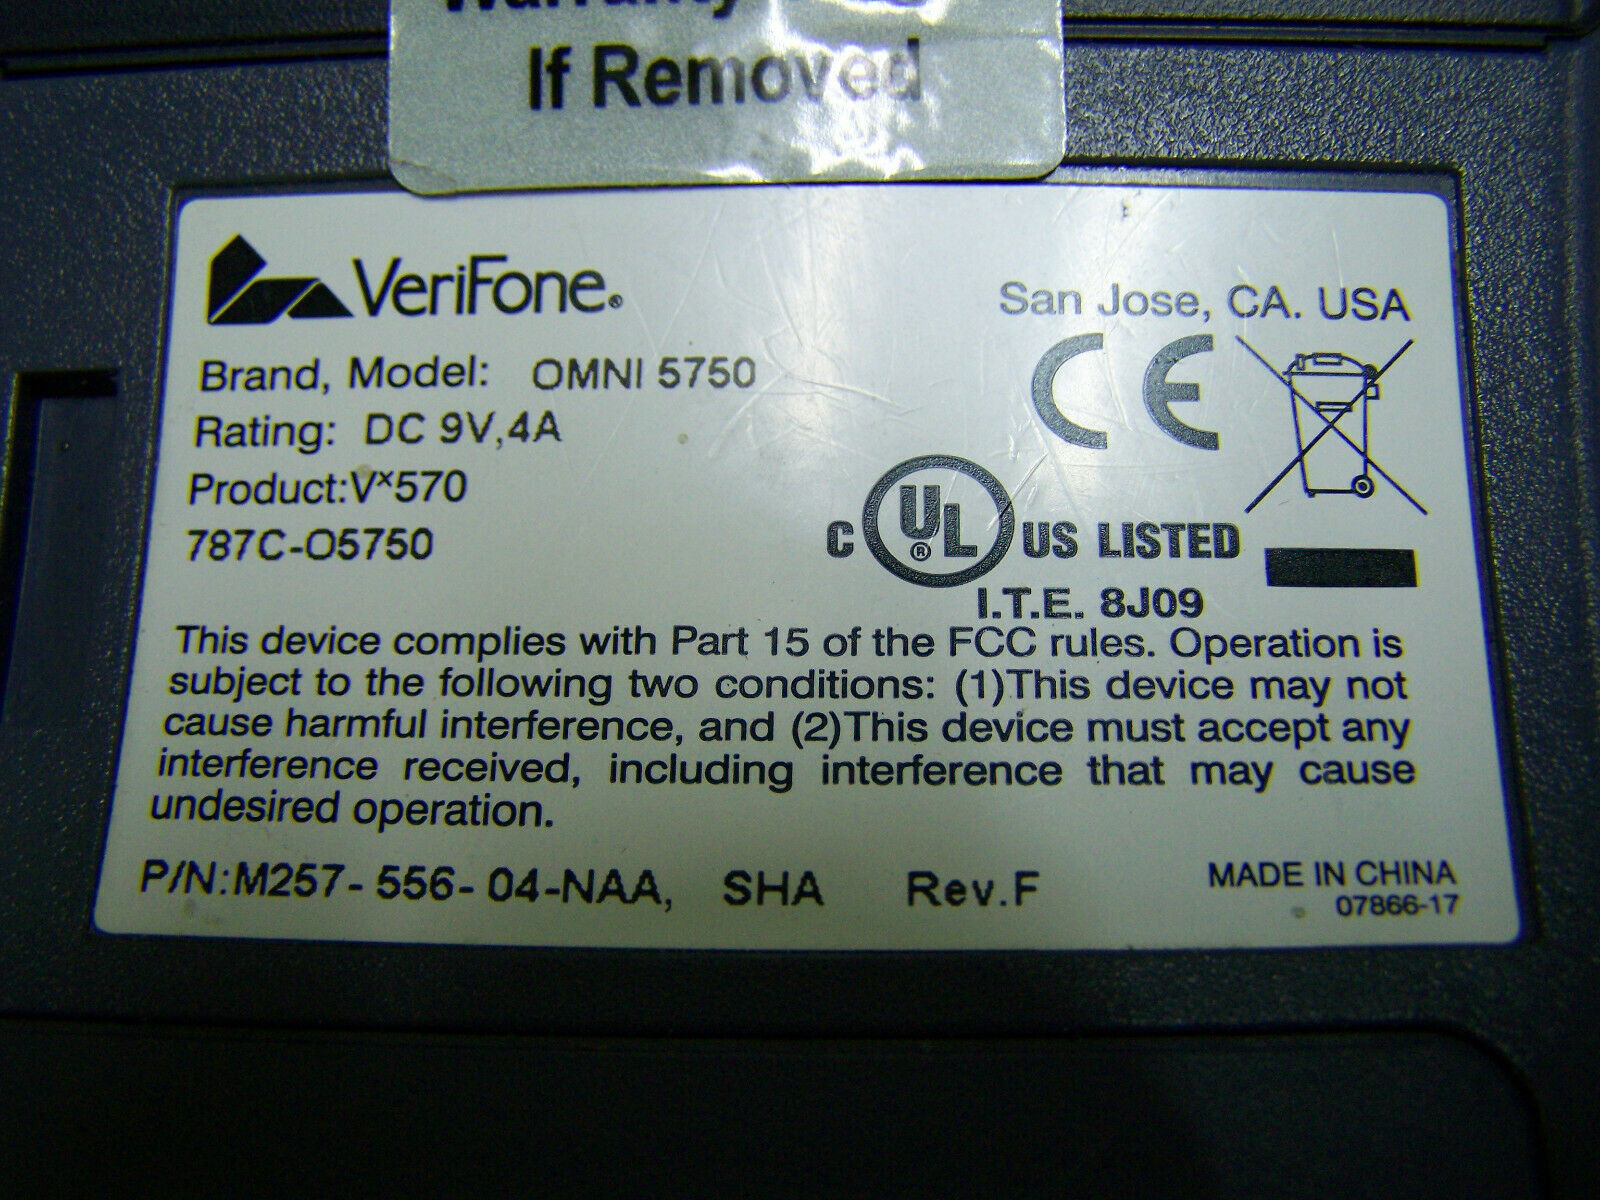 Warranty
If Removed
VeriFone®
San Jose, CA. USA
Brand, Model: OMNI 5750
Rating: DC 9V,4A
Product:Vx570
787C-O5750
CE
C UL® US LISTED
I.T.E. 8J09
This device complies with Part 15 of the FCC rules. Operation is
subject to the following two conditions: (1)This device may not
cause harmful interference, and (2)This device must accept any
interference received, including interference that may cause
undesired operation.
P/N:M257- 556- 04-NAA, SHA Rev.F
MADE IN CHINA
07866-17